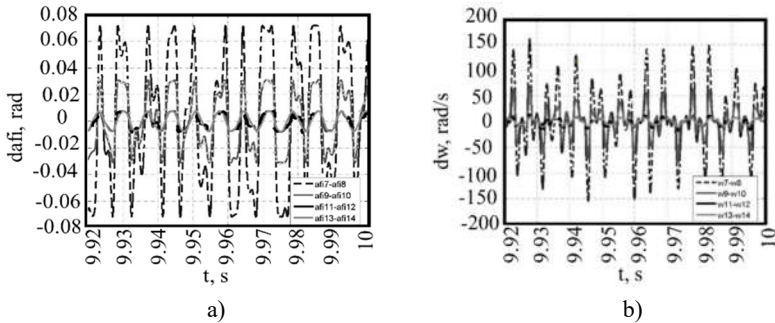 0.08
0.06
0.04
0.02
0
-0.02
-0.04
-0.06
-0.08
dafi, rad
9.92
9.93
9.94
9.95
9.96
9.97
9.98
9.99
10
t, s
afi7-afi8
afi9-afi10
afi11-afi12
afi13-afi14
a)
200
150
100
50
0
-50
-100
-150
-200
dw, rad/s
9.92
9.93
9.94
9.95
9.96
9.97
9.98
9.99
10
t, s
w7-w8
w9-w10
w11-w12
w13-w14
b)